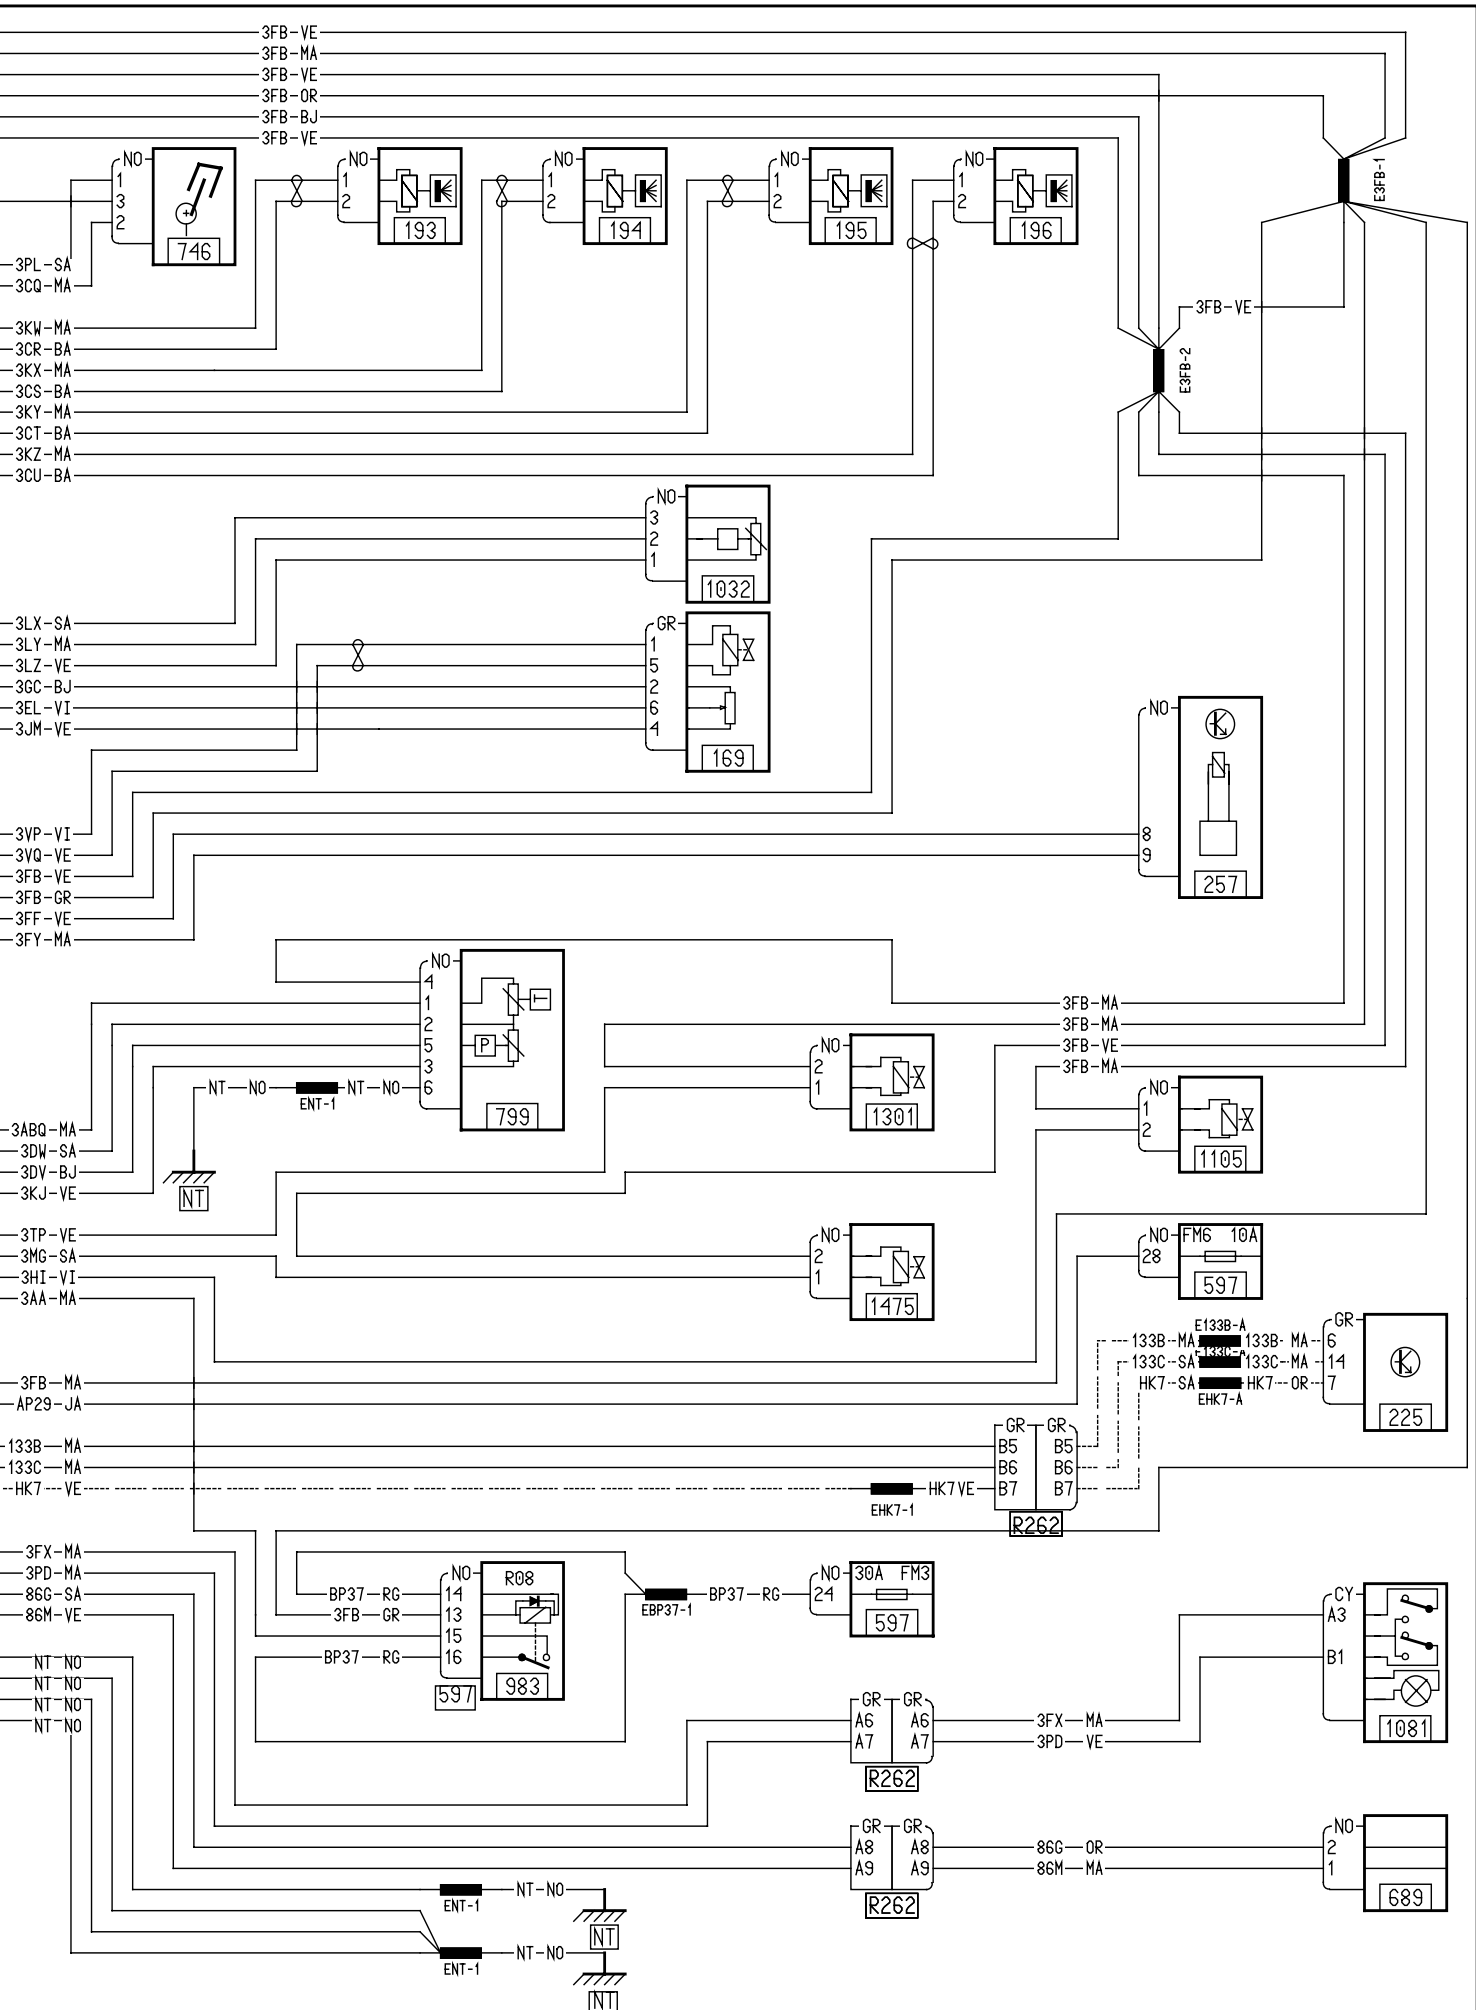 3FB-VE
3FB-MA
3FB-VE
3FB-OR
3FB-BJ
3FB-VE
NO
1
3
2
746
NO
1
2
193
NO
1
2
194
NO
1
2
195
NO
1
2
196
E3FB-1
3PL-SA
3CQ-MA
3FB-VE
3KW-MA
3CR-BA
3KX-MA
3CS-BA
3KY-MA
3CT-BA
3KZ-MA
3CU-BA
E3FB-2
NO
3
2
1
1032
3LX-SA
3LY-MA
3LZ-VE
3GC-BJ
3EL-VI
3JM-VE
GR
1
5
2
6
4
169
NO
8
9
257
3VP-VI
3VQ-VE
3FB-VE
3FB-GR
3FF-VE
3FY-MA
NO
4
1
2
5
3
6
T
P
799
NT-NO
ENT-1
NT-NO
3FB-MA
3FB-MA
3FB-VE
3FB-MA
NO
2
1
1301
NO
1
2
1105
3ABQ-MA
3DW-SA
3DV-BJ
3KJ-VE
NT
3TP-VE
3MG-SA
3HI-VI
3AA-MA
NO
2
1
1475
NO
28
FM6 10A
597
E133B-A
133B-MA
133B-MA
E133C-A
133C-SA
133C-MA
HK7-SA
HK7-OR
EHK7-A
GR
6
14
7
225
3FB-MA
AP29-JA
133B-MA
133C-MA
HK7-VE
EHK7-1
HK7VE
GR GR
B5 B5
B6 B6
B7 B7
R262
3FX-MA
3PD-MA
86G-SA
86M-VE
BP37-RG
3FB-GR
BP37-RG
NO
14
13
15
16
R08
597
983
EBP37-1
BP37-RG
NO
24
30A FM3
597
CY
A3
B1
1081
NT NO
NT NO
NT NO
NT NO
GR GR
A6 A6
A7 A7
R262
3FX-MA
3PD-VE
GR GR
A8 A8
A9 A9
R262
86G-OR
86M-MA
NO
2
1
689
ENT-1
NT-NO
NT
ENT-1
NT-NO
NT